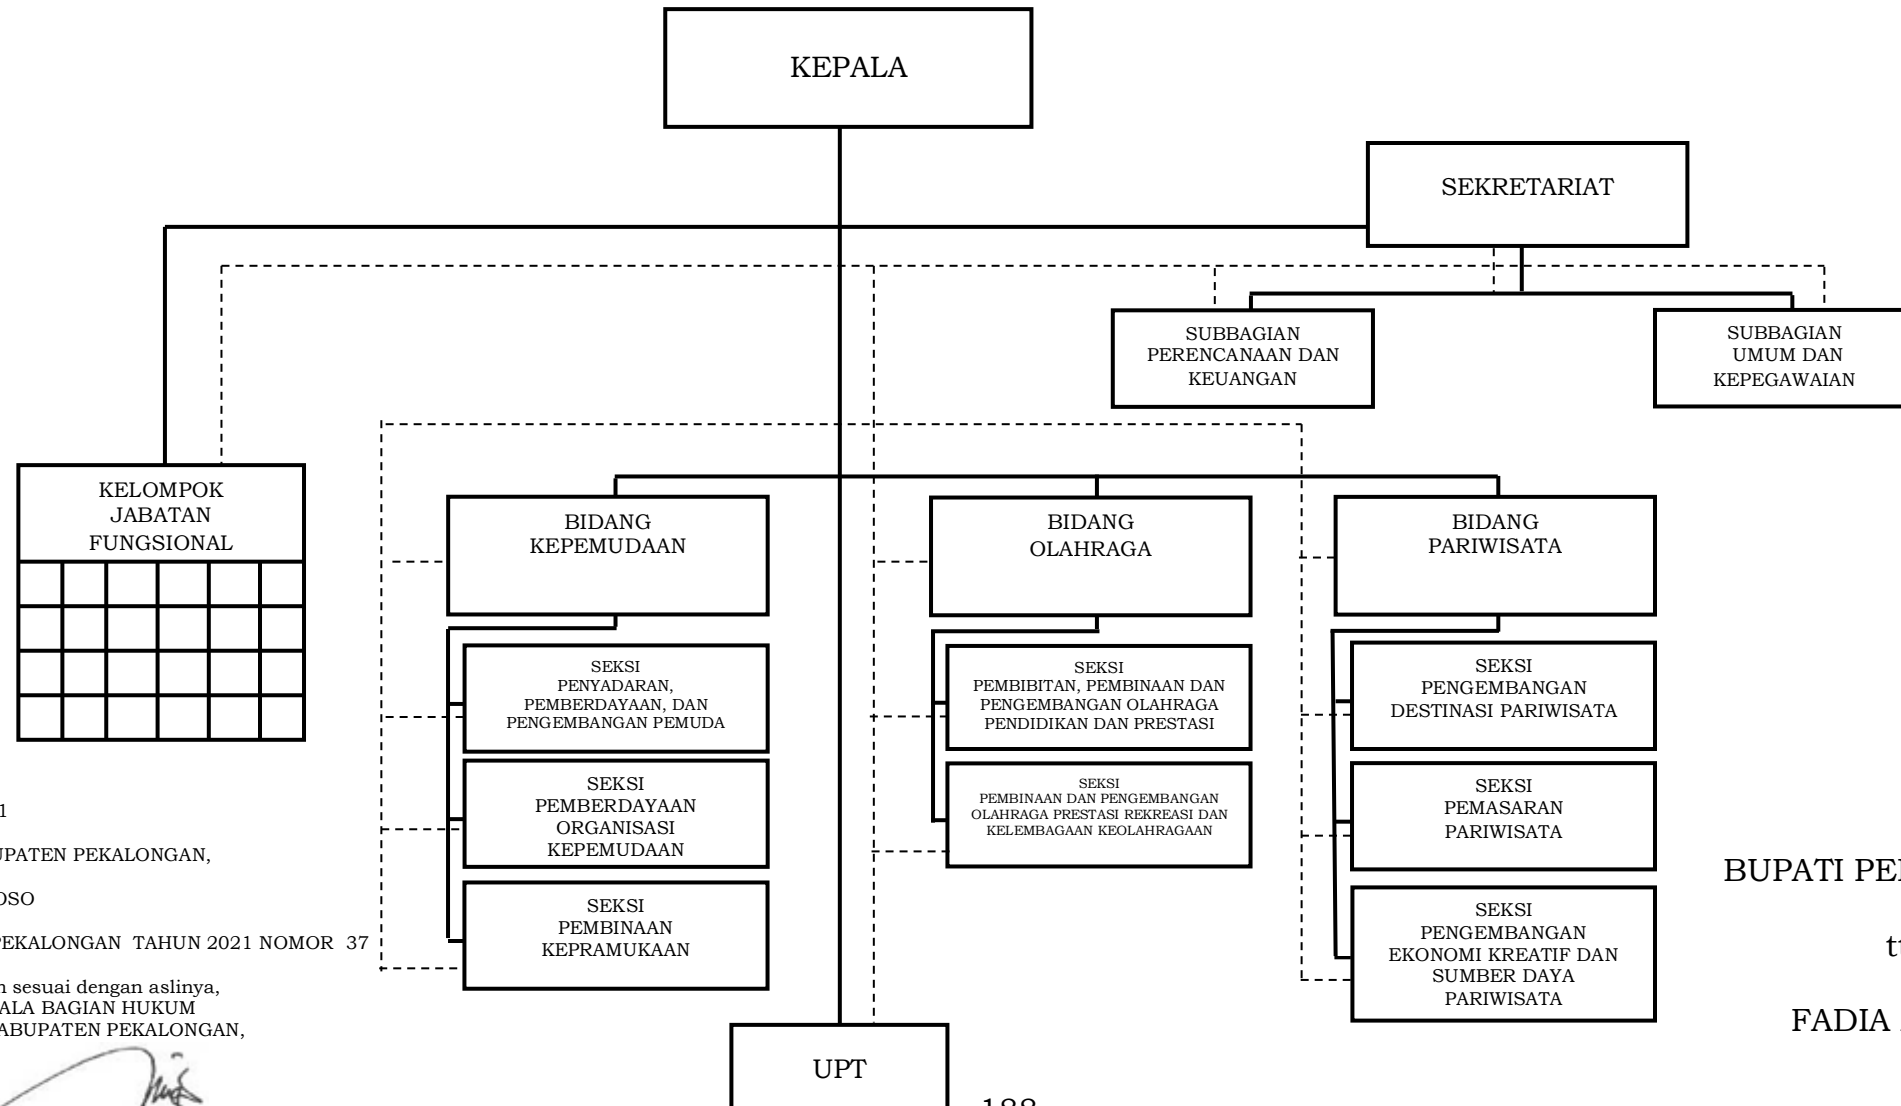 KEPALA
SEKRETARIAT
SUBBAGIAN
PERENCANAAN DAN
KEUANGAN
SUBBAGIAN
UMUM DAN
KEPEGAWAIAN
KELOMPOK
JABATAN
FUNGSIONAL
BIDANG
KEPEMUDAAN
BIDANG
OLAHRAGA
BIDANG
PARIWISATA
SEKSI
PENYADARAN,
PEMBERDAYAAN, DAN
PENGEMBANGAN PEMUDA
SEKSI
PEMBERDAYAAN
ORGANISASI
KEPEMUDAAN
SEKSI
PEMBINAAN
KEPRAMUKAAN
SEKSI
PEMBIBITAN, PEMBINAAN DAN
PENGEMBANGAN OLAHRAGA
PENDIDIKAN DAN PRESTASI
SEKSI
PEMBINAAN DAN PENGEMBANGAN
OLAHRAGA PRESTASI REKREASI DAN
KELEMBAGAAN KEOLAHRAGAAN
SEKSI
PENGEMBANGAN
DESTINASI PARIWISATA
SEKSI
PEMASARAN
PARIWISATA
SEKSI
PENGEMBANGAN
EKONOMI KREATIF DAN
SUMBER DAYA
PARIWISATA
UPT
1
PEKALONGAN,
PEKALONGAN TAHUN 2021 NOMOR 37
sesuai dengan aslinya,
BAGIAN HUKUM
PEKALONGAN,
BUPATI
FADIA